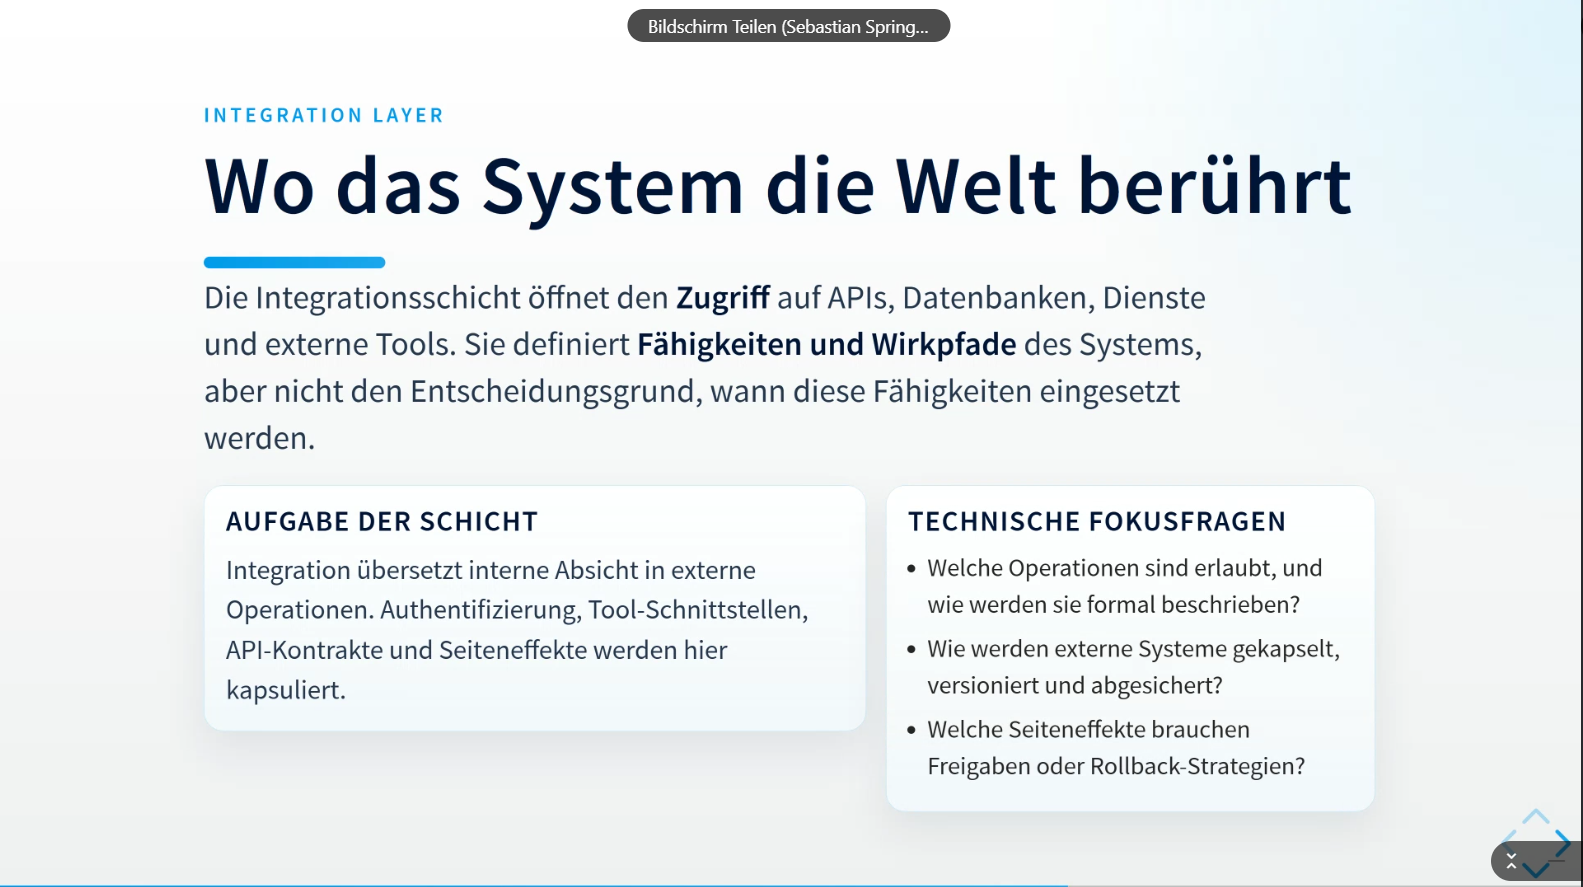 Bildschirm Teilen (Sebastian Spring...
INTEGRATION LAYER
Wo das System die Welt berührt
Die Integrationsschicht öffnet den Zugriff auf APIs, Datenbanken, Dienste
und externe Tools. Sie definiert Fähigkeiten und Wirkpfade des Systems,
aber nicht den Entscheidungsgrund, wann diese Fähigkeiten eingesetzt
werden.
AUFGABE DER SCHICHT
Integration übersetzt interne Absicht in externe
Operationen. Authentifizierung, Tool-Schnittstellen,
API-Kontrakte und Seiteneffekte werden hier
kapsuliert.
TECHNISCHE FOKUSFRAGEN
• Welche Operationen sind erlaubt, und
wie werden sie formal beschrieben?
• Wie werden externe Systeme gekapselt,
versioniert und abgesichert?
• Welche Seiteneffekte brauchen
Freigaben oder Rollback-Strategien?